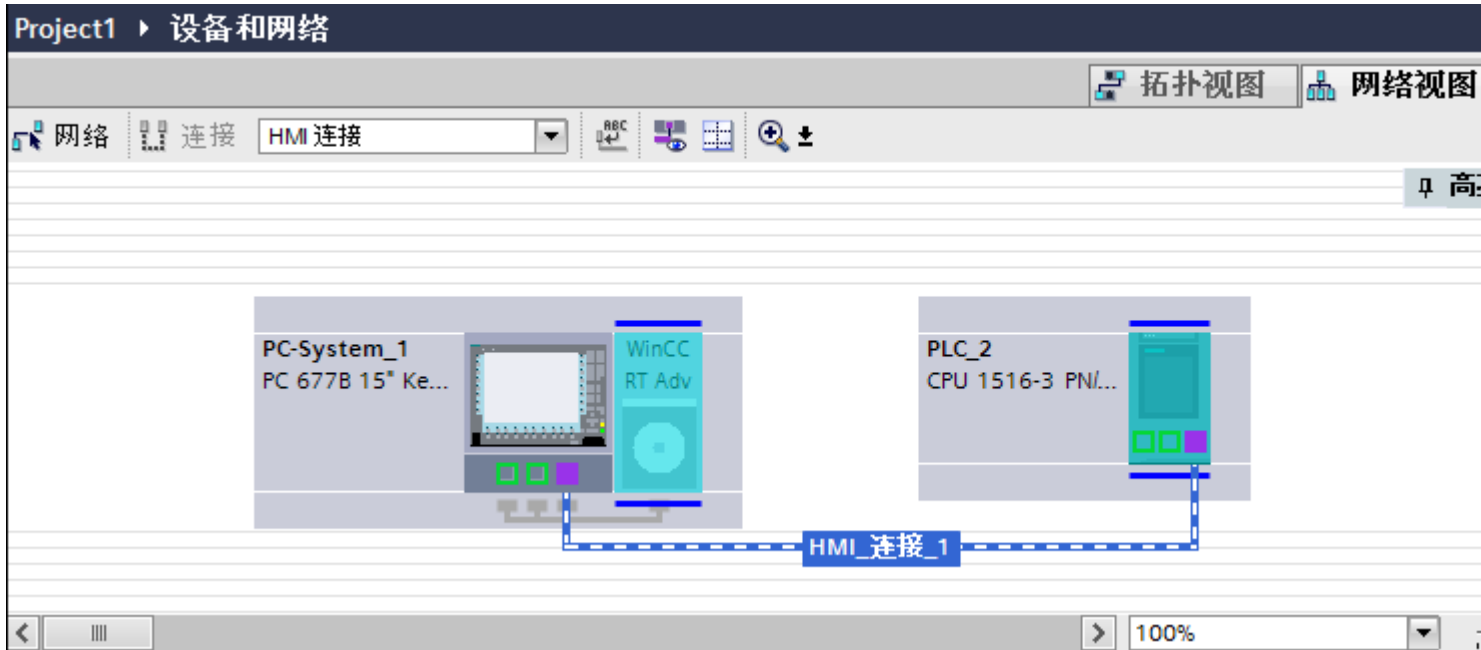 Project1 ▸ 设备和网络
拓扑视图 网络视图
网络 连接 HMI 连接
高
PC-System_1
PC 677B 15" Ke...
WinCC
RT Adv
PLC_2
CPU 1516-3 PN/...
HMI_连接_1
100%